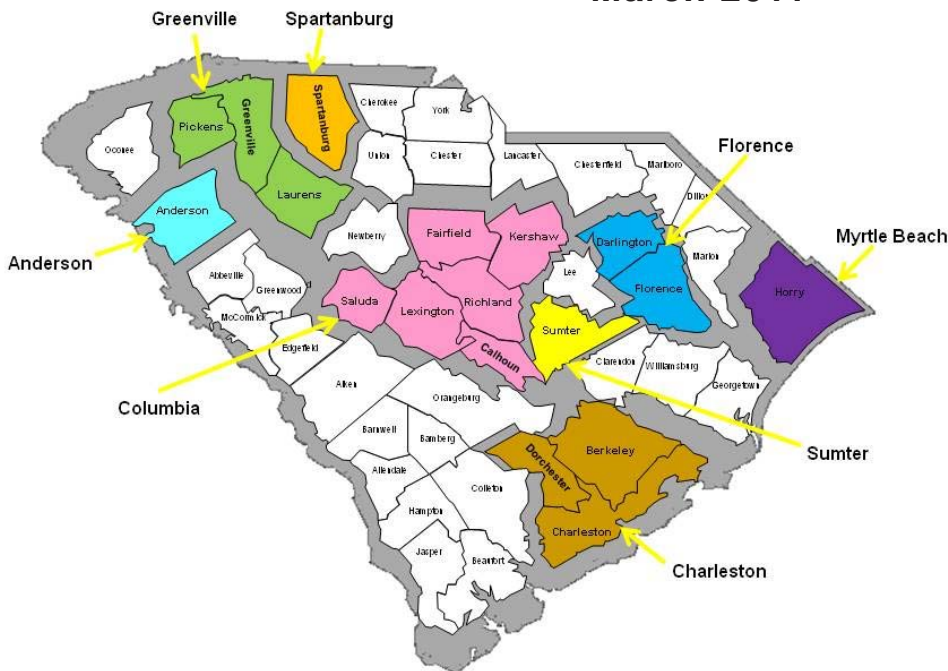 Greenville
Spartanburg
Spartanburg
Cherokee
York
Pickens
Greenville
Oconee
Union
Chester
Lancaster
Chesterfield
Marlboro
Florence
Dillon
Laurens
Anderson
Newberry
Fairfield
Kershaw
Darlington
Marion
Myrtle Beach
Anderson
Abbeville
Greenwood
Lee
Florence
Horry
Saluda
Lexington
Richland
McCormick
Sumter
Edgefield
Calhoun
Clarendon
Williamsburg
Columbia
Aiken
Orangeburg
Georgetown
Barnwell
Bamberg
Dorchester
Berkeley
Sumter
Allendale
Colleton
Hampton
Charleston
Jasper
Beaufort
Charleston